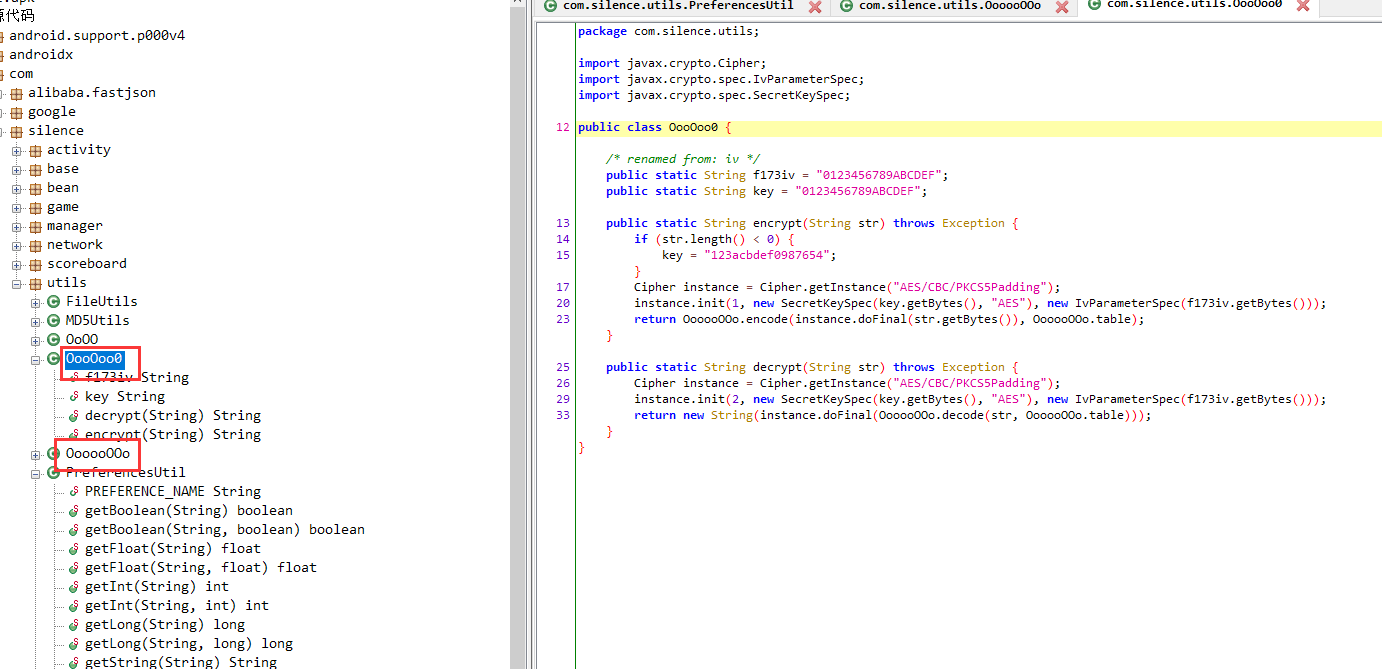 源代码
android.support.p000v4
androidx
com
alibaba.fastjson
google
silence
activity
base
bean
game
manager
network
scoreboard
utils
FileUtils
MD5Utils
OoOO
OooOoo0
f173iv String
key String
decrypt(String) String
encrypt(String) String
OooooOOo
PreferencesUtil
PREFERENCE_NAME String
getBoolean(String) boolean
getBoolean(String, boolean) boolean
getFloat(String) float
getFloat(String, float) float
getInt(String) int
getInt(String, int) int
getLong(String) long
getLong(String, long) long
getString(String) String
com.silence.utils.PreferencesUtil
com.silence.utils.OooooOOo
com.silence.utils.OooOoo0
package com.silence.utils;
import javax.crypto.Cipher;
import javax.crypto.spec.IvParameterSpec;
import javax.crypto.spec.SecretKeySpec;
12 public class OooOoo0 {
/* renamed from: iv */
public static String f173iv = "0123456789ABCDEF";
public static String key = "0123456789ABCDEF";
13 public static String encrypt(String str) throws Exception {
14 if (str.length() < 0) {
15 key = "123acbdef0987654";
}
17 Cipher instance = Cipher.getInstance("AES/CBC/PKCS5Padding");
20 instance.init(1, new SecretKeySpec(key.getBytes(), "AES"), new IvParameterSpec(f173iv.getBytes()));
23 return OooooOOo.encode(instance.doFinal(str.getBytes()), OooooOOo.table);
}
25 public static String decrypt(String str) throws Exception {
26 Cipher instance = Cipher.getInstance("AES/CBC/PKCS5Padding");
29 instance.init(2, new SecretKeySpec(key.getBytes(), "AES"), new IvParameterSpec(f173iv.getBytes()));
33 return new String(instance.doFinal(OooooOOo.decode(str, OooooOOo.table)));
}
}